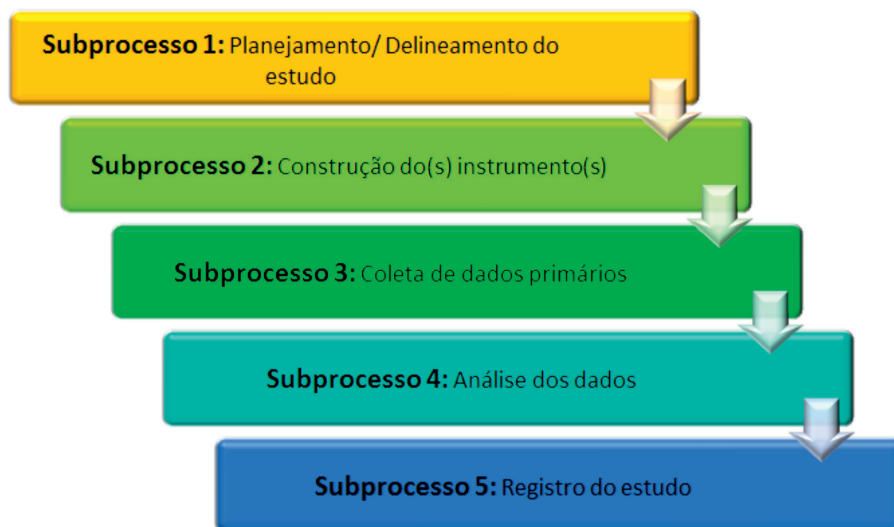 Subprocesso 1: Planejamento/ Delineamento do
estudo
Subprocesso 2: Construção do(s) instrumento(s)
Subprocesso 3: Coleta de dados primários
Subprocesso 4: Análise dos dados
Subprocesso 5: Registro do estudo